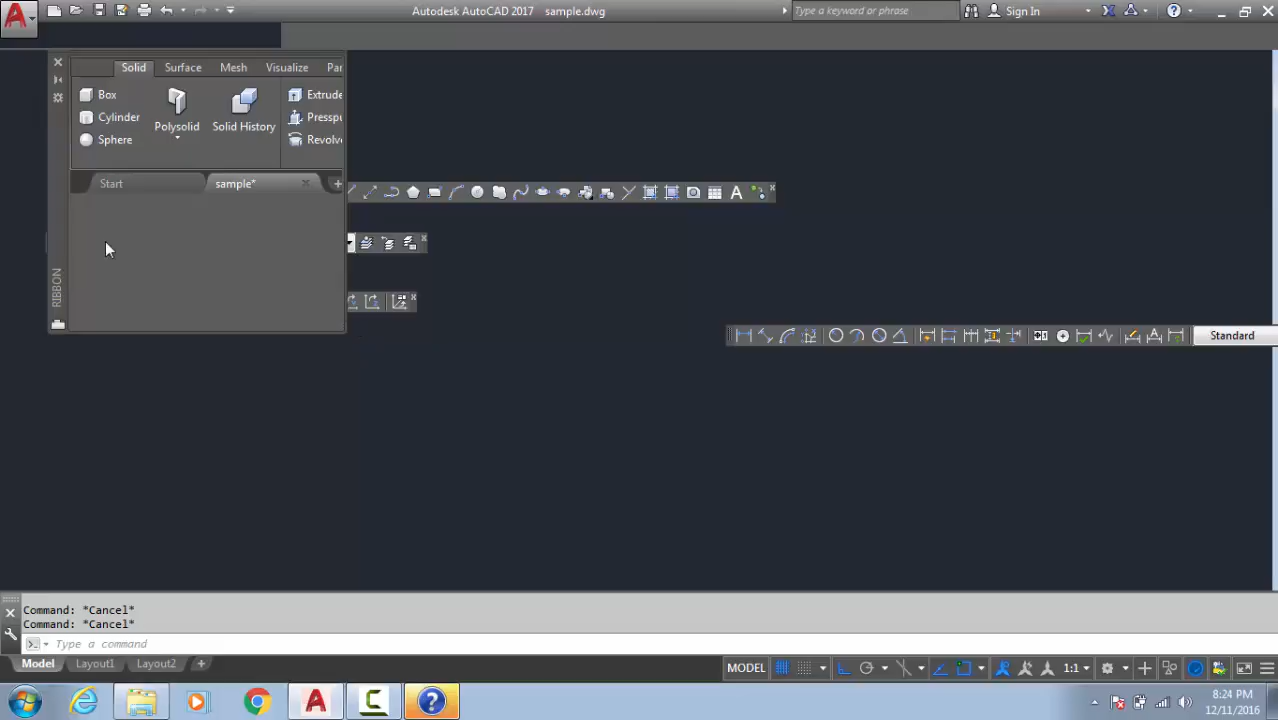 Autodesk AutoCAD 2017 sample.dwg
Type a keyword or phrase
Sign In
Solid Surface Mesh Visualize Par
Box
Cylinder
Sphere
Polysolid
Solid History
Extrude
Presspu
Revolv
Start
sample*
RIBBON
A
Standard
Command: *Cancel*
Command: *Cancel*
Type a command
Model Layout1 Layout2
MODEL
1:1
8:24 PM
12/11/2016